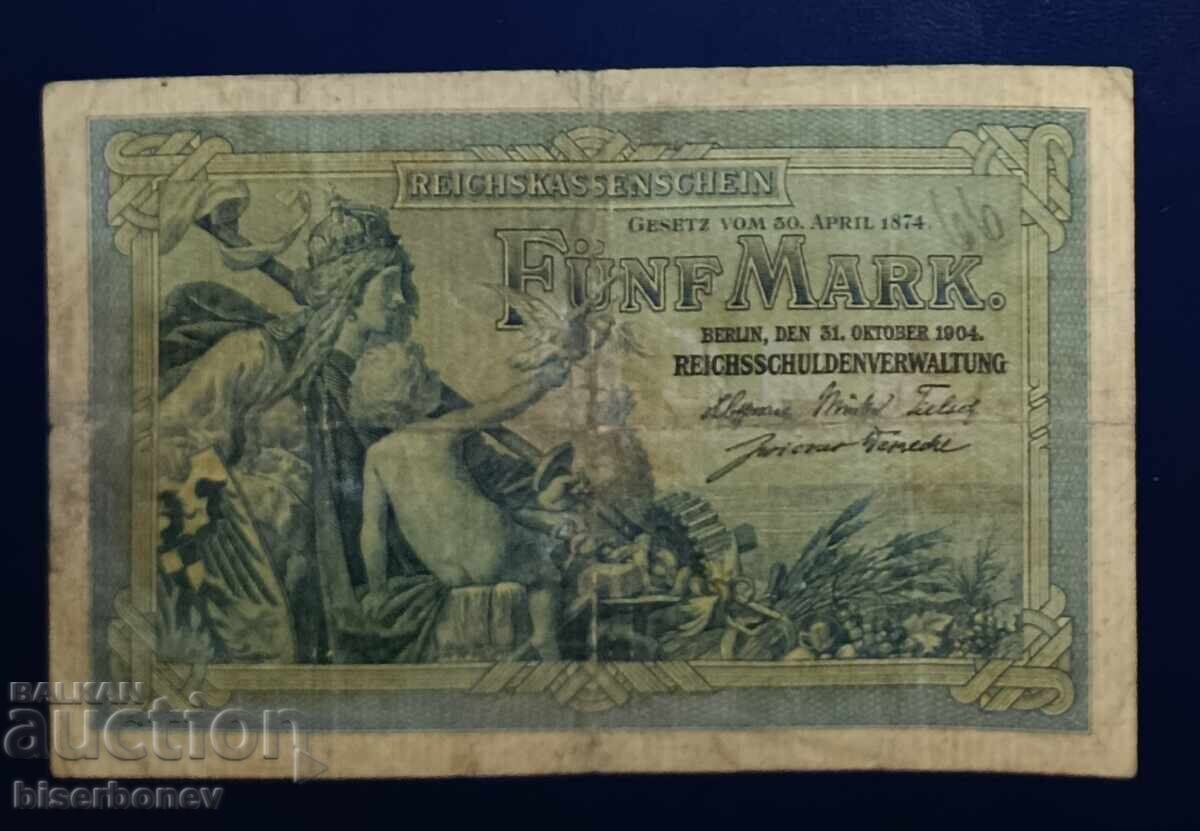 REICHSKASSENSCHEIN
GESETZ VOM 30. APRIL 1874.
FÜNF MARK.
BERLIN, DEN 31. OKTOBER 1904.
REICHSSCHULDENVERWALTUNG
BALKAN
auction
biserbonev